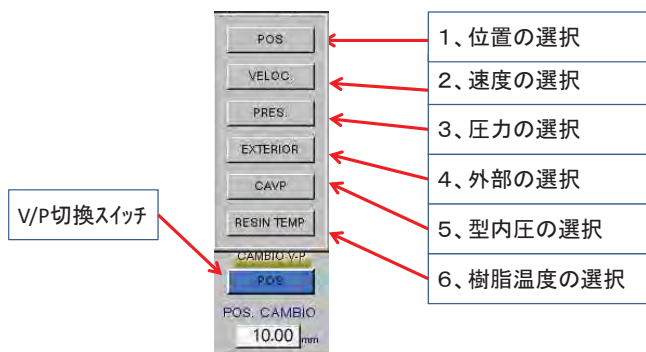 POS
VELOC.
PRES.
EXTERIOR
CAVP
RESIN TEMP
CAMBIO V-P
POS
POS. CAMBIO
10.00 mm
V/P切換スイッチ
1、位置の選択
2、速度の選択
3、圧力の選択
4、外部の選択
5、型内圧の選択
6、樹脂温度の選択